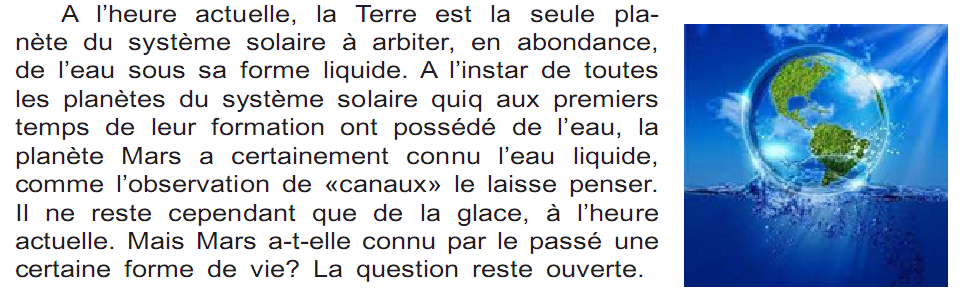 A l’heure actuelle, la Terre est la seule pla-
nète du système solaire à arbiter, en abondance,
de l’eau sous sa forme liquide. A l’instar de toutes
les planètes du système solaire quiq aux premiers
temps de leur formation ont possédé de l’eau, la
planète Mars a certainement connu l’eau liquide,
comme l’observation de «canaux» le laisse penser.
Il ne reste cependant que de la glace, à l’heure
actuelle. Mais Mars a-t-elle connu par le passé une
certaine forme de vie? La question reste ouverte.